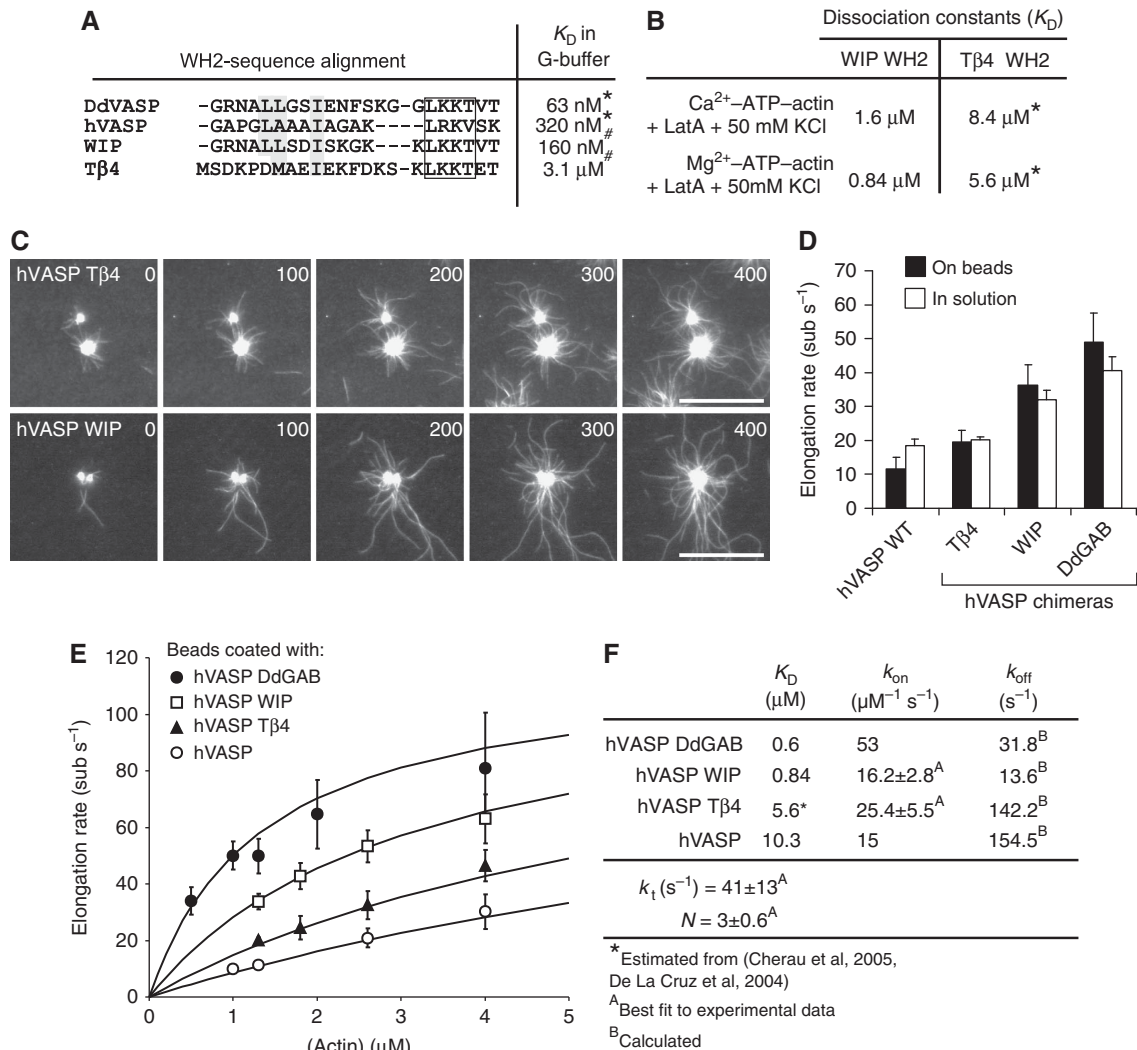 A
WH2-sequence alignment
K_D in
G-buffer
DdVASP -GRNALLGSIENFSKGG-GLKKTVT 63 nM*
hVASP -GAPGLAAAIAGAK----LRKVSK 320 nM*#
WIP -GRNALLSDISKGK---KLKKTVT 160 nM#
Tβ4 MSDKPDMAEIEKFDKS-KLKKTET 3.1 μM
B
Dissociation constants (K_D)
WIP WH2 Tβ4 WH2
Ca2+–ATP–actin
+ LatA + 50 mM KCl 1.6 μM 8.4 μM*
Mg2+–ATP–actin
+ LatA + 50mM KCl 0.84 μM 5.6 μM*
C
hVASP Tβ4 0 100 200 300 400
hVASP WIP 0 100 200 300 400
D
On beads
In solution
Elongation rate (sub s−1)
70
60
50
40
30
20
10
0
hVASP WT Tβ4 WIP DdGAB
hVASP chimeras
E
Beads coated with:
hVASP DdGAB
hVASP WIP
hVASP Tβ4
hVASP
Elongation rate (sub s−1)
120
100
80
60
40
20
0
0 1 2 3 4 5
(Actin) (μM)
F
K_D k_on k_off
(μM) (μM−1 s−1) (s−1)
hVASP DdGAB 0.6 53 31.8B
hVASP WIP 0.84 16.2±2.8A 13.6B
hVASP Tβ4 5.6* 25.4±5.5A 142.2B
hVASP 10.3 15 154.5B
k_t (s−1) = 41±13A
N = 3±0.6A
*Estimated from (Cherau et al, 2005,
De La Cruz et al, 2004)
ABest fit to experimental data
BCalculated